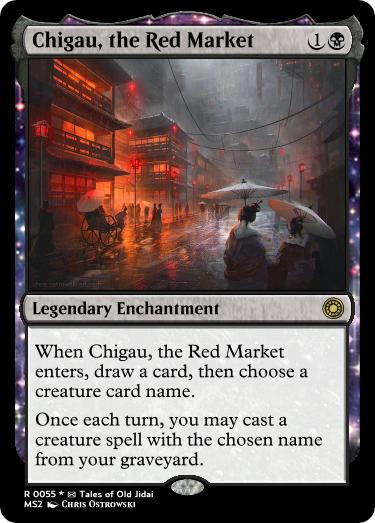 Chigau, the Red Market 1
Legendary Enchantment
When Chigau, the Red Market
enters, draw a card, then choose a
creature card name.
Once each turn, you may cast a
creature spell with the chosen name
from your graveyard.
R 0055 * Tales of Old Jidai
MS2 Chris Ostrowski